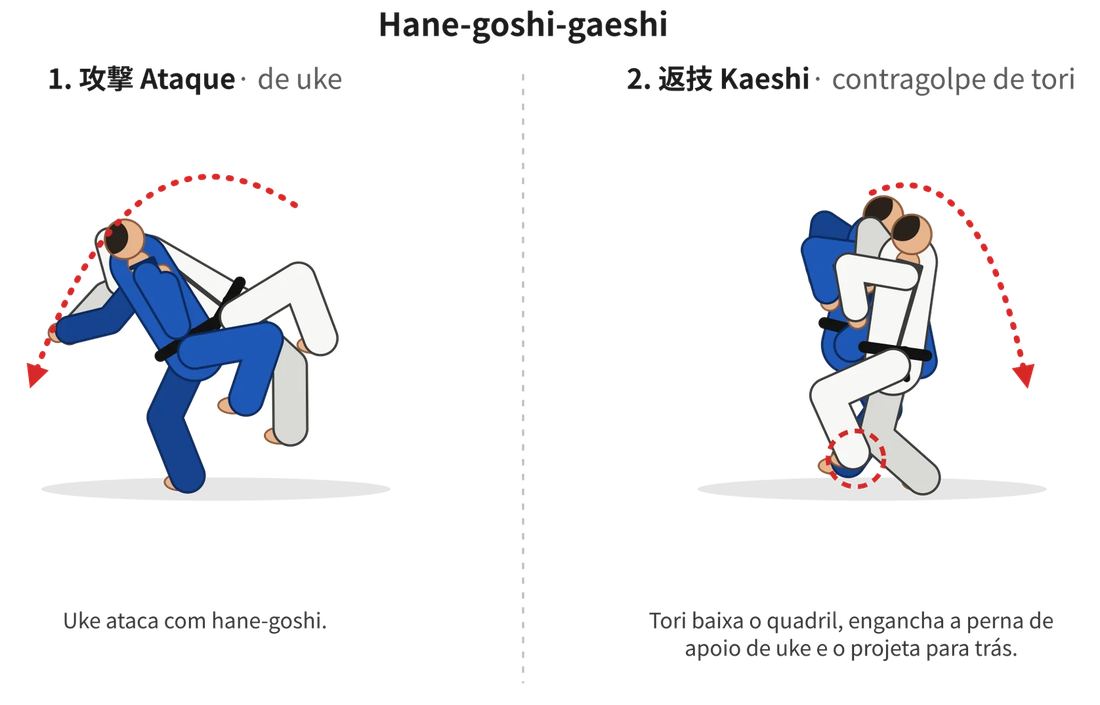 Hane-goshi-gaeshi
1. 攻撃 Ataque · de uke
2. 返技 Kaeshi · contragolpe de tori
Uke ataca com hane-goshi.
Tori baixa o quadril, engancha a perna de
apoio de uke e o projeta para trás.